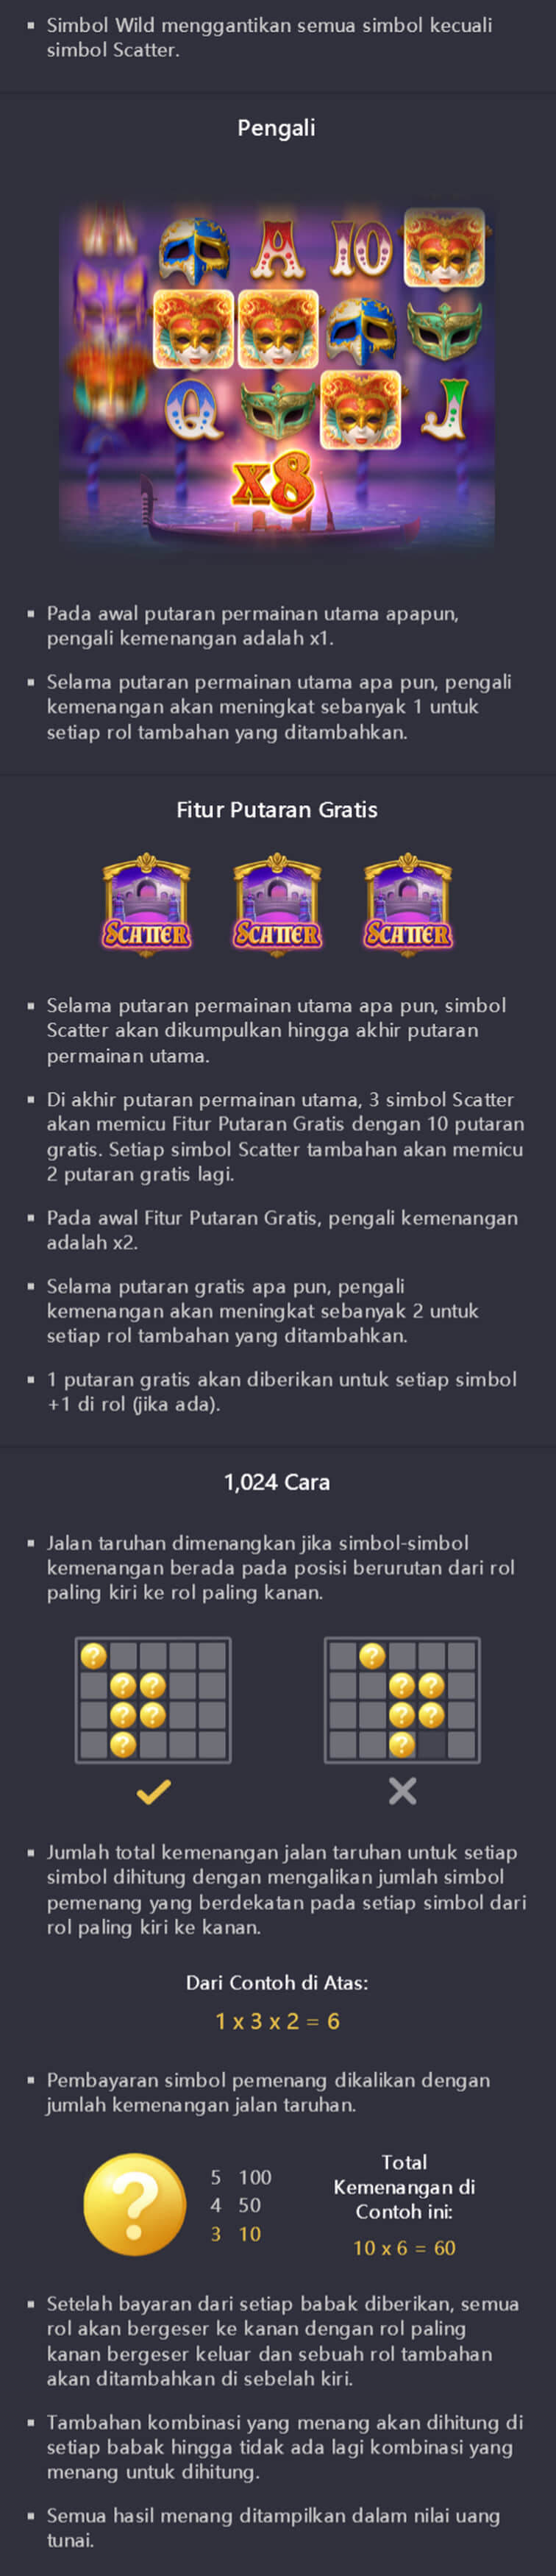 ▪ Simbol Wild menggantikan semua simbol kecuali
simbol Scatter.
Pengali
A 10
Q J
x8
▪ Pada awal putaran permainan utama apapun,
pengali kemenangan adalah x1.
▪ Selama putaran permainan utama apa pun, pengali
kemenangan akan meningkat sebanyak 1 untuk
setiap rol tambahan yang ditambahkan.
Fitur Putaran Gratis
SCATTER SCATTER SCATTER
▪ Selama putaran permainan utama apa pun, simbol
Scatter akan dikumpulkan hingga akhir putaran
permainan utama.
▪ Di akhir putaran permainan utama, 3 simbol Scatter
akan memicu Fitur Putaran Gratis dengan 10 putaran
gratis. Setiap simbol Scatter tambahan akan memicu
2 putaran gratis lagi.
▪ Pada awal Fitur Putaran Gratis, pengali kemenangan
adalah x2.
▪ Selama putaran gratis apa pun, pengali
kemenangan akan meningkat sebanyak 2 untuk
setiap rol tambahan yang ditambahkan.
▪ 1 putaran gratis akan diberikan untuk setiap simbol
+1 di rol (jika ada).
1,024 Cara
▪ Jalan taruhan dimenangkan jika simbol-simbol
kemenangan berada pada posisi berurutan dari rol
paling kiri ke rol paling kanan.
? ?
? ? ? ?
? ? ? ?
? ?
▪ Jumlah total kemenangan jalan taruhan untuk setiap
simbol dihitung dengan mengalikan jumlah simbol
pemenang yang berdekatan pada setiap simbol dari
rol paling kiri ke kanan.
Dari Contoh di Atas:
1 x 3 x 2 = 6
▪ Pembayaran simbol pemenang dikalikan dengan
jumlah kemenangan jalan taruhan.
?
5 100
4 50
3 10
Total
Kemenangan di
Contoh ini:
10 x 6 = 60
▪ Setelah bayaran dari setiap babak diberikan, semua
rol akan bergeser ke kanan dengan rol paling
kanan bergeser keluar dan sebuah rol tambahan
akan ditambahkan di sebelah kiri.
▪ Tambahan kombinasi yang menang akan dihitung di
setiap babak hingga tidak ada lagi kombinasi yang
menang untuk dihitung.
▪ Semua hasil menang ditampilkan dalam nilai uang
tunai.